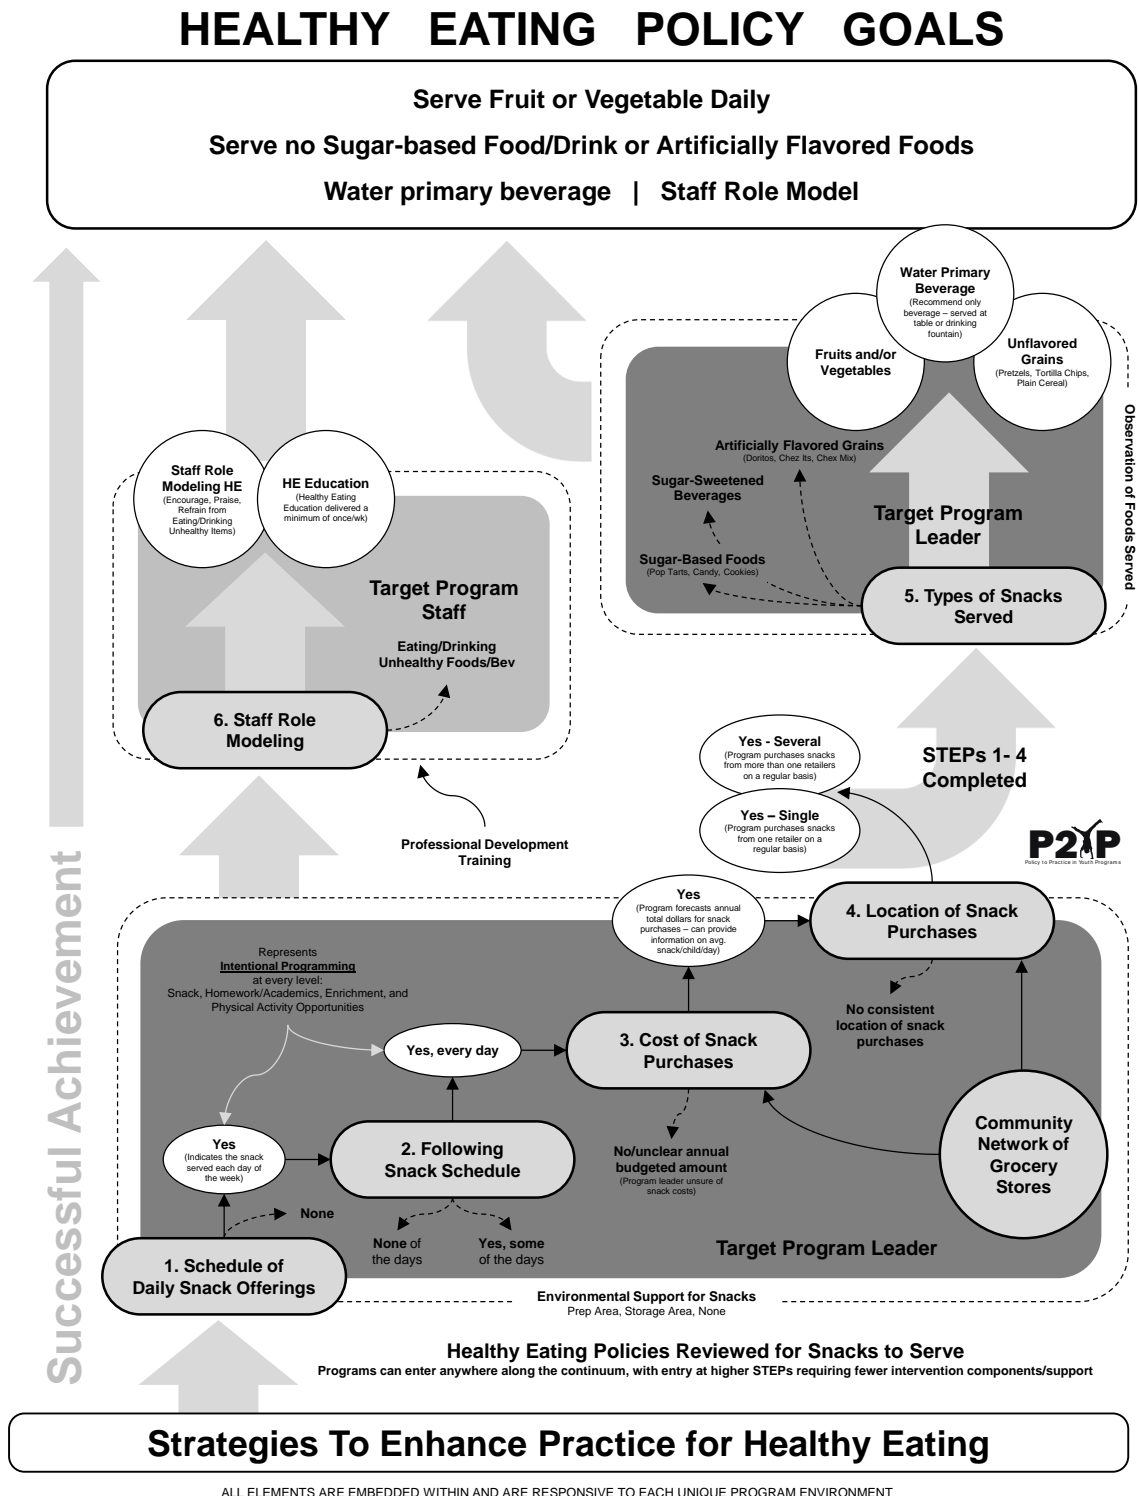 HEALTHY EATING POLICY GOALS
Serve Fruit or Vegetable Daily
Serve no Sugar-based Food/Drink or Artificially Flavored Foods
Water primary beverage | Staff Role Model
Water Primary
Beverage
(Recommend only
beverage – served at
table or drinking
fountain)
Fruits and/or
Vegetables
Unflavored
Grains
(Pretzels, Tortilla Chips,
Plain Cereal)
Observation of Foods Served
Artificially Flavored Grains
(Doritos, Chez Its, Chex Mix)
Sugar-Sweetened
Beverages
Sugar-Based Foods
(Pop Tarts, Candy, Cookies)
Target Program
Leader
5. Types of Snacks
Served
Staff Role
Modeling HE
(Encourage, Praise,
Refrain from
Eating/Drinking
Unhealthy Items)
HE Education
(Healthy Eating
Education delivered a
minimum of once/wk)
Target Program
Staff
Eating/Drinking
Unhealthy Foods/Bev
6. Staff Role
Modeling
Professional Development
Training
Yes - Several
(Program purchases snacks
from more than one retailers
on a regular basis)
Yes – Single
(Program purchases snacks
from one retailer on a
regular basis)
STEPs 1- 4
Completed
P2YP
Policy to Practice in Youth Programs
Successful Achievement
Yes
(Program forecasts annual
total dollars for snack
purchases – can provide
information on avg.
snack/child/day)
4. Location of Snack
Purchases
Represents
Intentional Programming
at every level:
Snack, Homework/Academics, Enrichment, and
Physical Activity Opportunities
No consistent
location of snack
purchases
Yes, every day
3. Cost of Snack
Purchases
Community
Network of
Grocery
Stores
Yes
(Indicates the snack
served each day of
the week)
2. Following
Snack Schedule
No/unclear annual
budgeted amount
(Program leader unsure of
snack costs)
None
None of
the days
Yes, some
of the days
Target Program Leader
1. Schedule of
Daily Snack Offerings
Environmental Support for Snacks
Prep Area, Storage Area, None
Healthy Eating Policies Reviewed for Snacks to Serve
Programs can enter anywhere along the continuum, with entry at higher STEPs requiring fewer intervention components/support
Strategies To Enhance Practice for Healthy Eating
ALL ELEMENTS ARE EMBEDDED WITHIN AND ARE RESPONSIVE TO EACH UNIQUE PROGRAM ENVIRONMENT